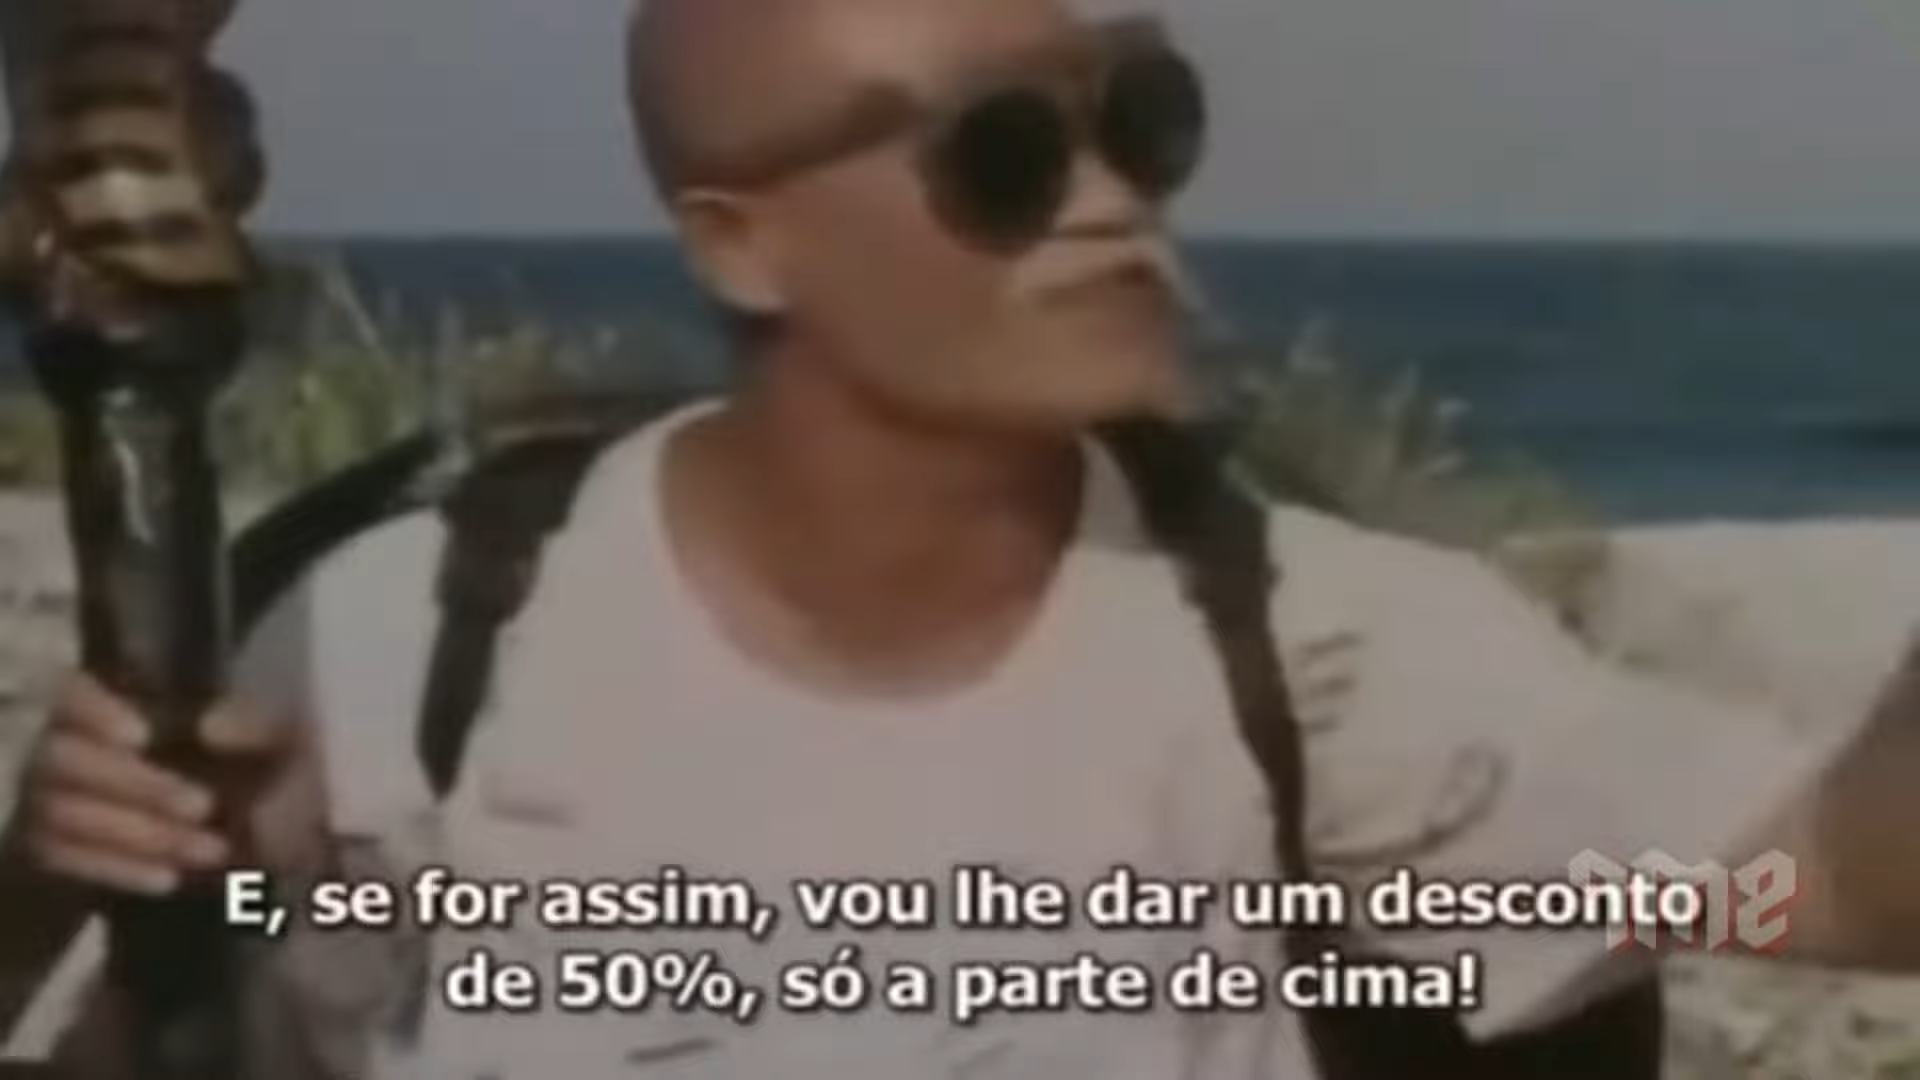 E, se for assim, vou lhe dar um desconto
de 50%, só a parte de cima!